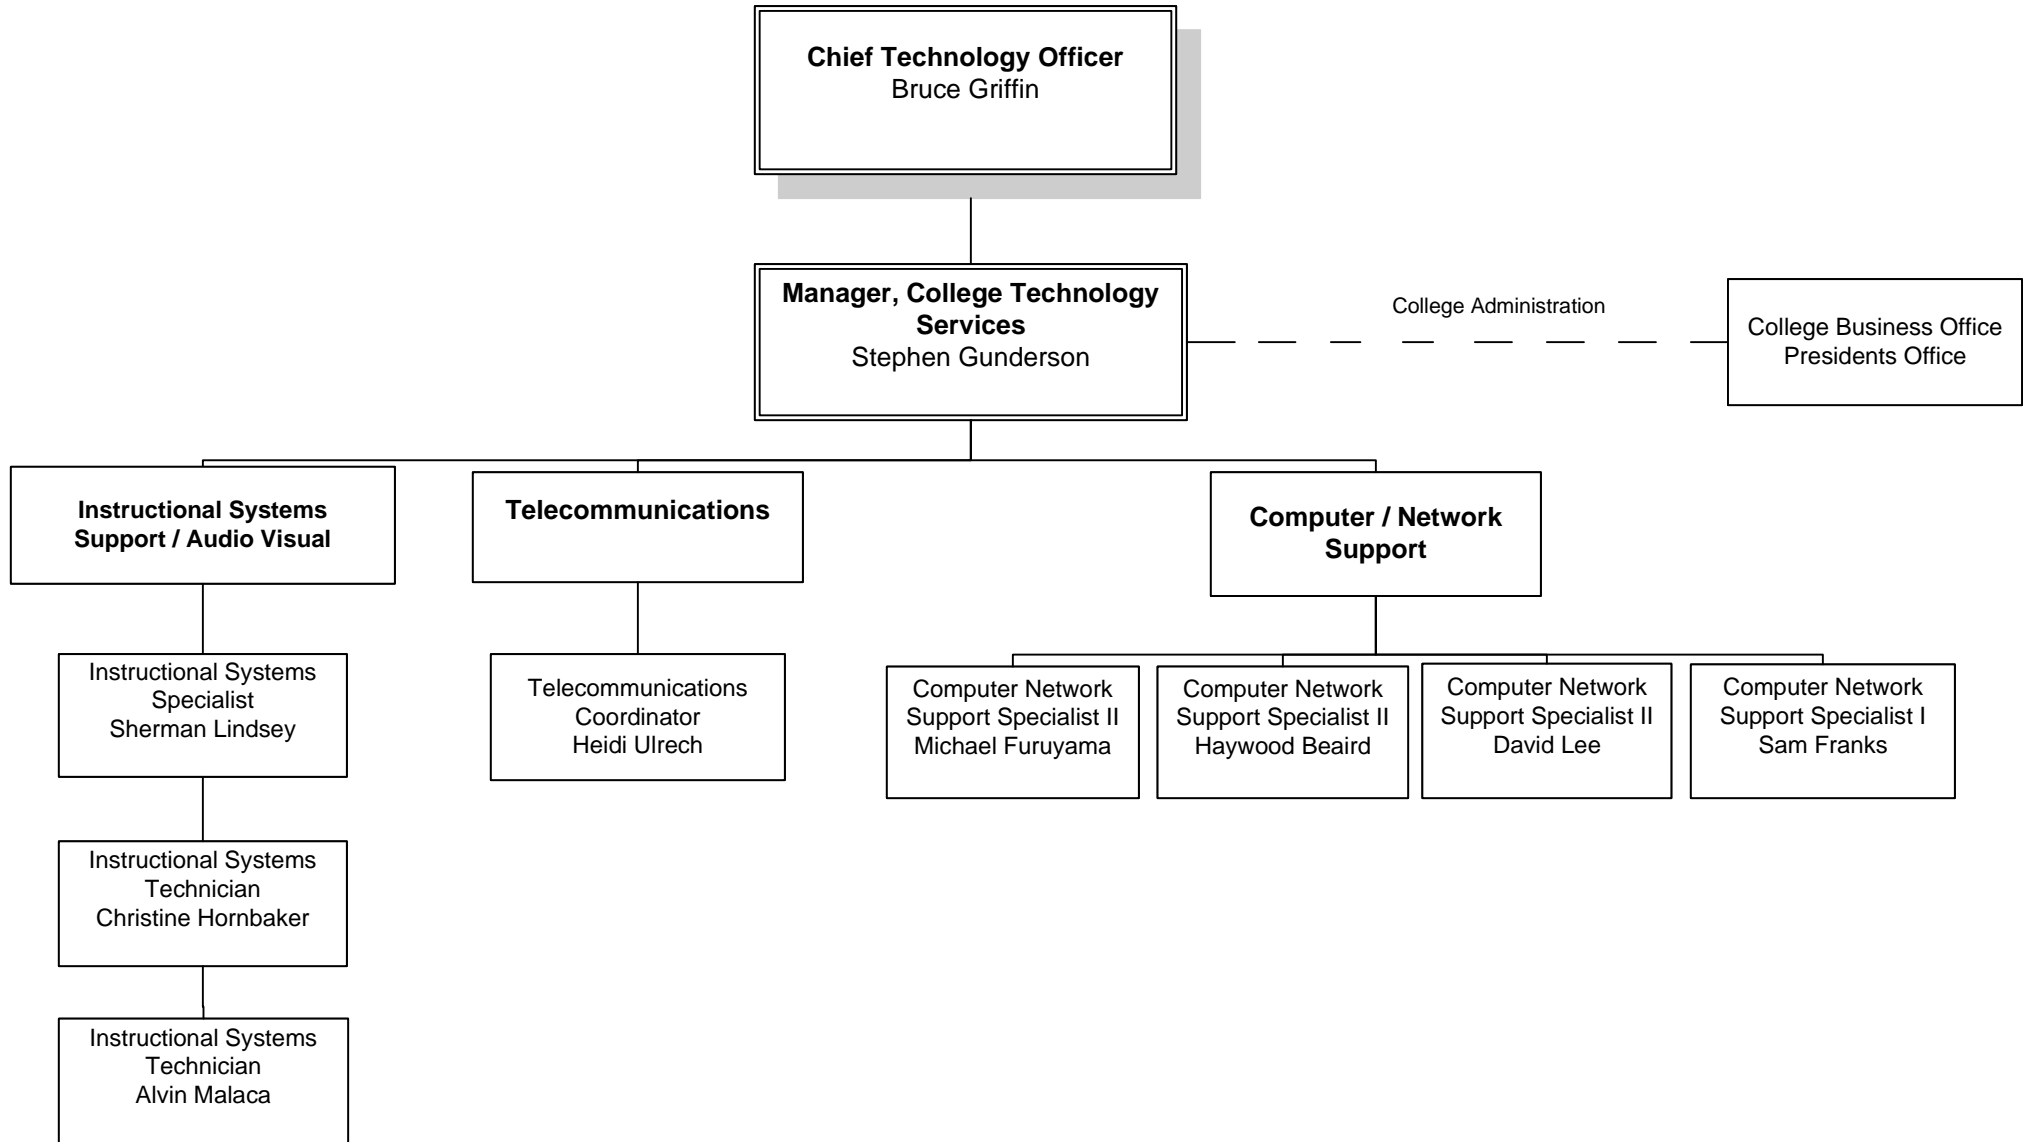 Chief Technology Officer
Bruce Griffin
Manager, College Technology
Services
Stephen Gunderson
College Administration
College Business Office
Presidents Office
Instructional Systems
Support / Audio Visual
Telecommunications
Computer / Network
Support
Instructional Systems
Specialist
Sherman Lindsey
Telecommunications
Coordinator
Heidi Ulrech
Computer Network
Support Specialist II
Michael Furuyama
Computer Network
Support Specialist II
Haywood Beaird
Computer Network
Support Specialist II
David Lee
Computer Network
Support Specialist I
Sam Franks
Instructional Systems
Technician
Christine Hornbaker
Instructional Systems
Technician
Alvin Malaca